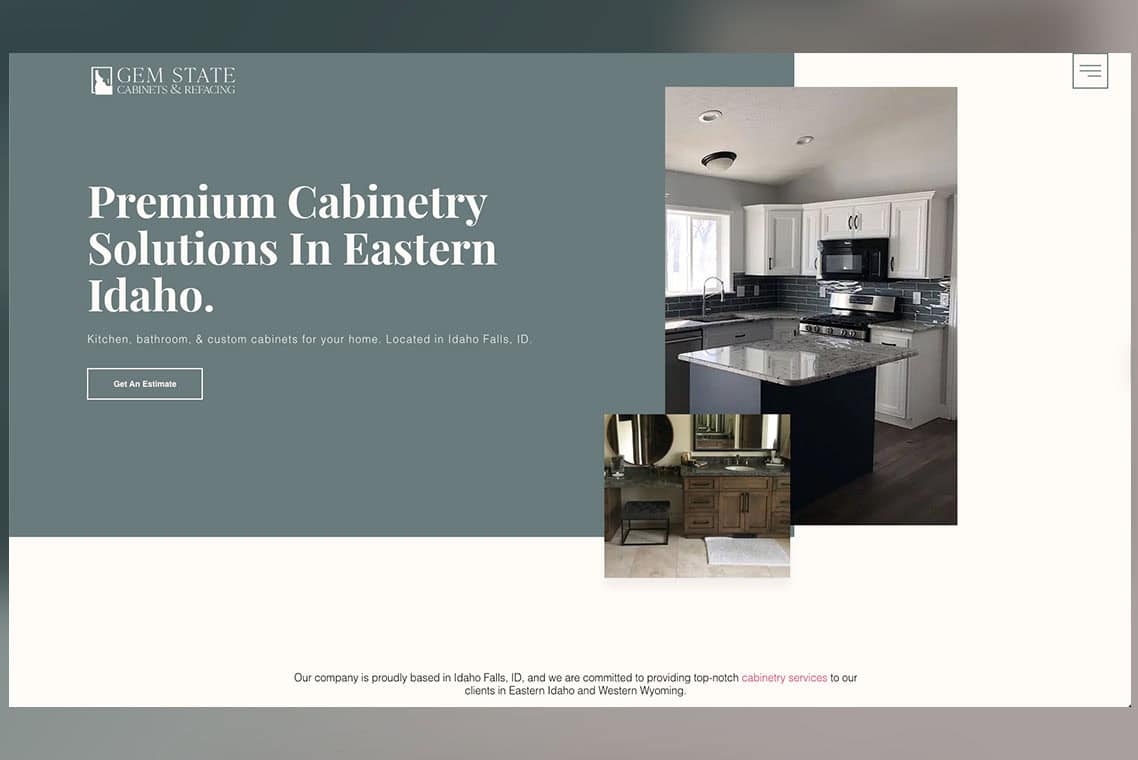 GEM STATE
CABINETS & REFACING
Premium Cabinetry
Solutions In Eastern
Idaho.
Kitchen, bathroom, & custom cabinets for your home. Located in Idaho Falls, ID.
Get An Estimate
Our company is proudly based in Idaho Falls, ID, and we are committed to providing top-notch cabinetry services to our
clients in Eastern Idaho and Western Wyoming.